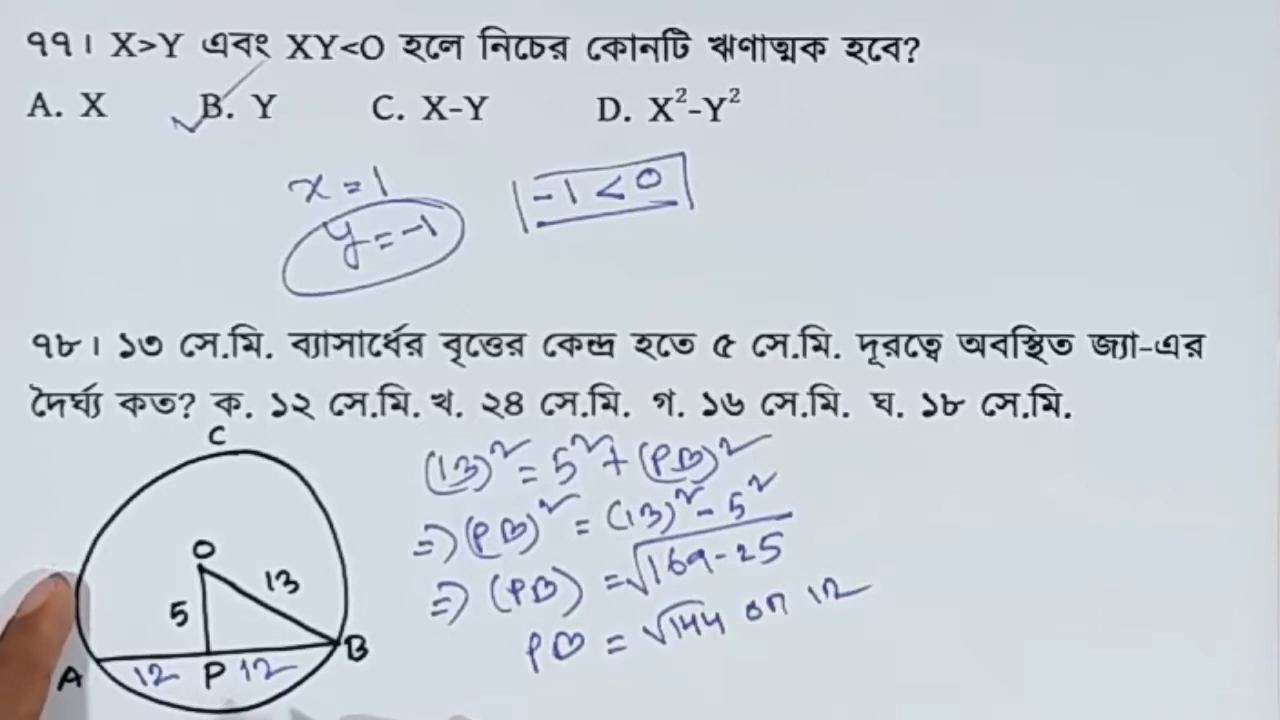 ৭৭। X>Y এবং XY<O হলে নিচের কোনটি ঋণাত্মক হবে?
A. X B. Y C. X-Y D. X²-Y²
x = 1
y = -1
-1 < 0
৭৮। ১৩ সে.মি. ব্যাসার্ধের বৃত্তের কেন্দ্র হতে ৫ সে.মি. দূরত্বে অবস্থিত জ্যা-এর
দৈর্ঘ্য কত? ক. ১২ সে.মি. খ. ২৪ সে.মি. গ. ১৬ সে.মি. ঘ. ১৮ সে.মি.
C
O
13
5
A
12 P 12
B
(13)² = 5² + (PB)²
⇒ (PB)² = (13)² - 5²
⇒ (PB) = √169-25
PB = √144 or 12